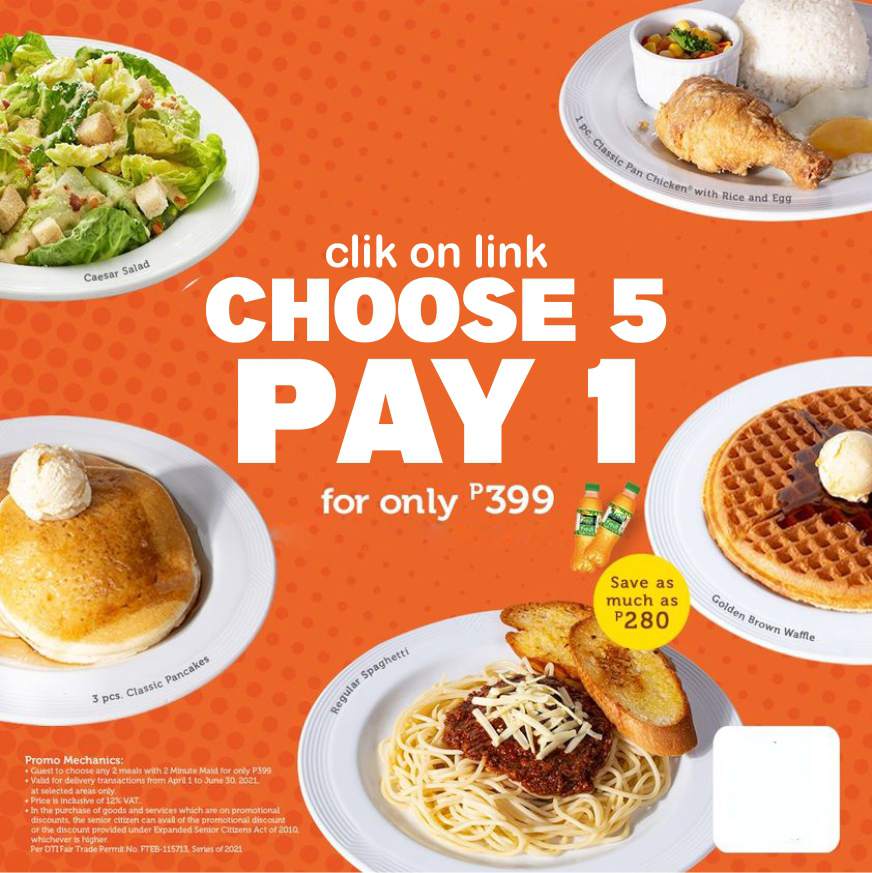 Caesar Salad
1 pc. Classic Pan Chicken® with Rice and Egg
clik on link
CHOOSE 5
PAY 1
for only ₱399
Save as
much as
₱280
Golden Brown Waffle
3 pcs. Classic Pancakes
Regular Spaghetti
Promo Mechanics:
• Guest to choose any 2 meals with 2 Minute Maid for only P399.
• Valid for delivery transactions from April 1 to June 30, 2021,
at selected areas only.
• Price is inclusive of 12% VAT.
• In the purchase of goods and services which are on promotional
discounts, the senior citizen can avail of the promotional discount
or the discount provided under Expanded Senior Citizens Act of 2010,
whichever is higher.
Per DTI Fair Trade Permit No. FTEB-115713, Series of 2021